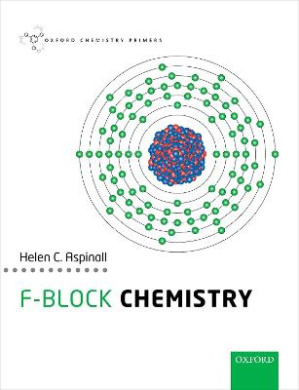 OXFORD CHEMISTRY PRIMERS
Helen C. Aspinall
F-BLOCK CHEMISTRY
OXFORD